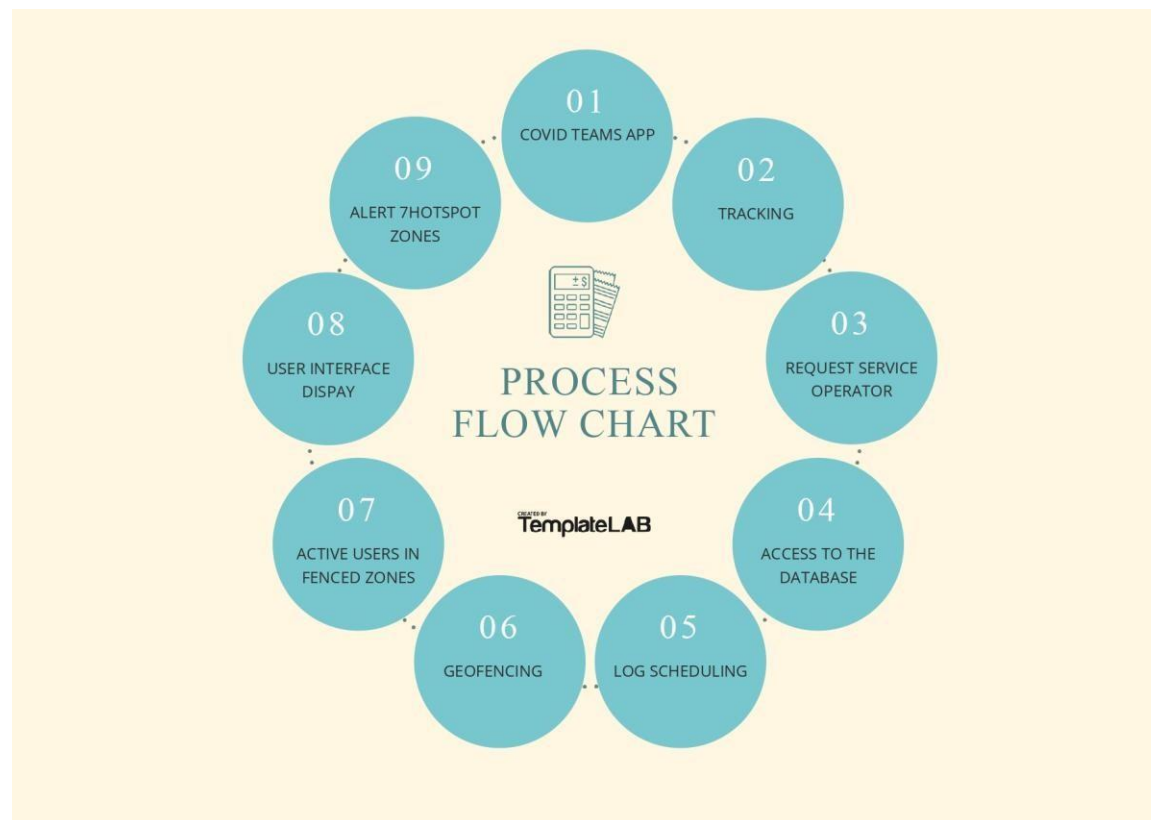 01
COVID TEAMS APP
02
TRACKING
03
REQUEST SERVICE
OPERATOR
04
ACCESS TO THE
DATABASE
05
LOG SCHEDULING
06
GEOFENCING
07
ACTIVE USERS IN
FENCED ZONES
08
USER INTERFACE
DISPAY
09
ALERT 7HOTSPOT
ZONES
± $
PROCESS
FLOW CHART
CREATED BY
TemplateLAB